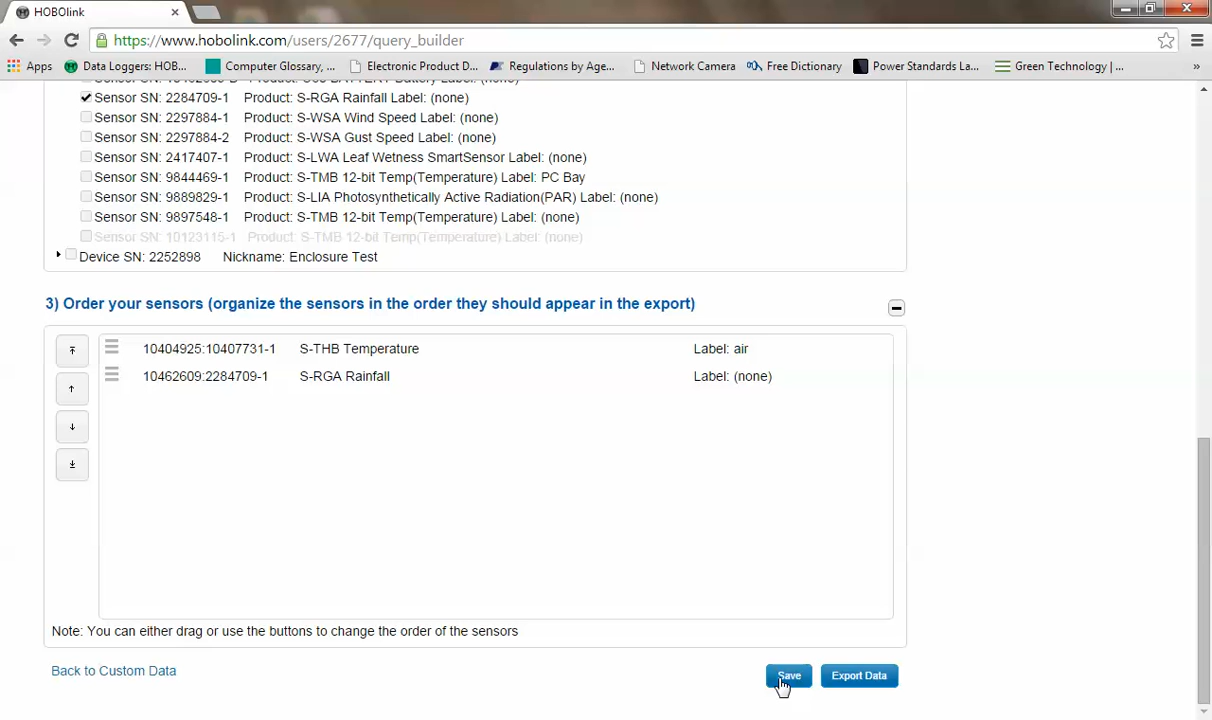 HOBOlink
https://www.hobolink.com/users/2677/query_builder
Apps Data Loggers: HOB... Computer Glossary, ... Electronic Product D... Regulations by Age... Network Camera Free Dictionary Power Standards La... Green Technology | ... »
Sensor SN: 2284709-1 Product: S-RGA Rainfall Label: (none)
Sensor SN: 2297884-1 Product: S-WSA Wind Speed Label: (none)
Sensor SN: 2297884-2 Product: S-WSA Gust Speed Label: (none)
Sensor SN: 2417407-1 Product: S-LWA Leaf Wetness SmartSensor Label: (none)
Sensor SN: 9844469-1 Product: S-TMB 12-bit Temp(Temperature) Label: PC Bay
Sensor SN: 9889829-1 Product: S-LIA Photosynthetically Active Radiation(PAR) Label: (none)
Sensor SN: 9897548-1 Product: S-TMB 12-bit Temp(Temperature) Label: (none)
Sensor SN: 10123115-1 Product: S-TMB 12-bit Temp(Temperature) Label: (none)
Device SN: 2252898 Nickname: Enclosure Test
3) Order your sensors (organize the sensors in the order they should appear in the export)
10404925:10407731-1 S-THB Temperature Label: air
10462609:2284709-1 S-RGA Rainfall Label: (none)
Note: You can either drag or use the buttons to change the order of the sensors
Back to Custom Data Save Export Data